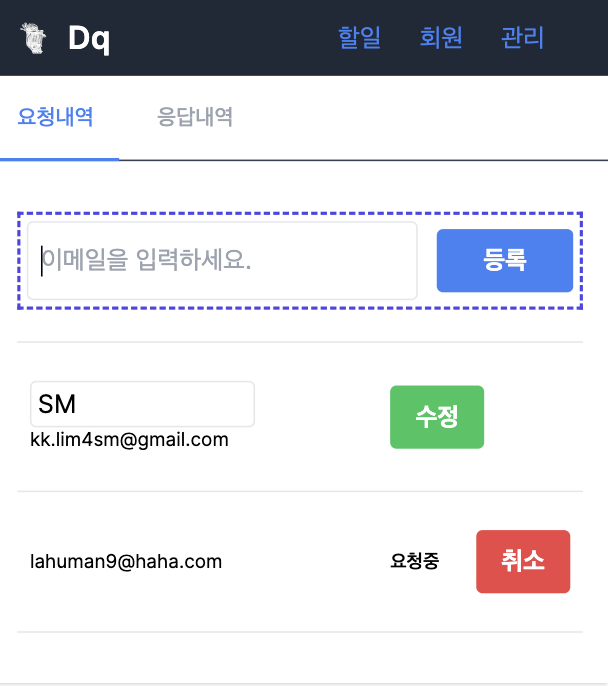 Dq 할일 회원 관리
요청내역 응답내역
이메일을 입력하세요. 등록
SM
kk.lim4sm@gmail.com 수정
lahuman9@haha.com 요청중 취소